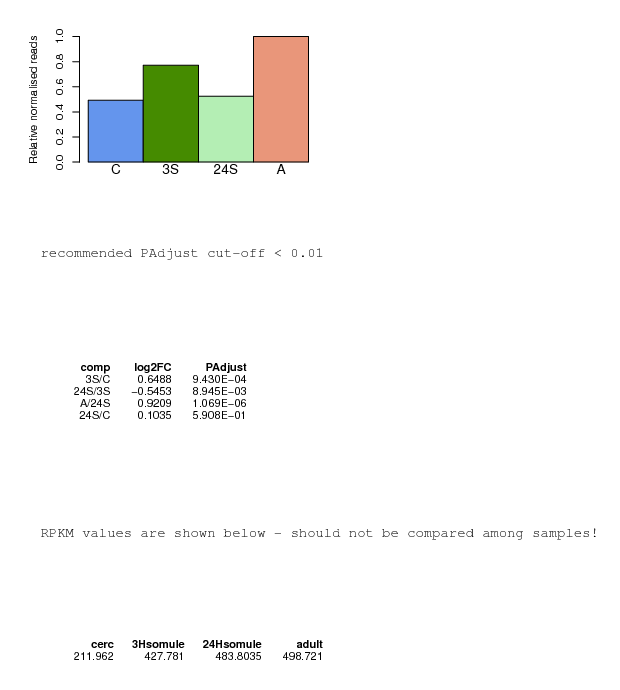 Relative normalised reads
1.0
0.8
0.6
0.4
0.2
0.0
C 3S 24S A
recommended PAdjust cut-off < 0.01
comp log2FC PAdjust
3S/C 0.6488 9.430E−04
24S/3S −0.5453 8.945E−03
A/24S 0.9209 1.069E−06
24S/C 0.1035 5.908E−01
RPKM values are shown below - should not be compared among samples!
cerc 3Hsomule 24Hsomule adult
211.962 427.781 483.8035 498.721